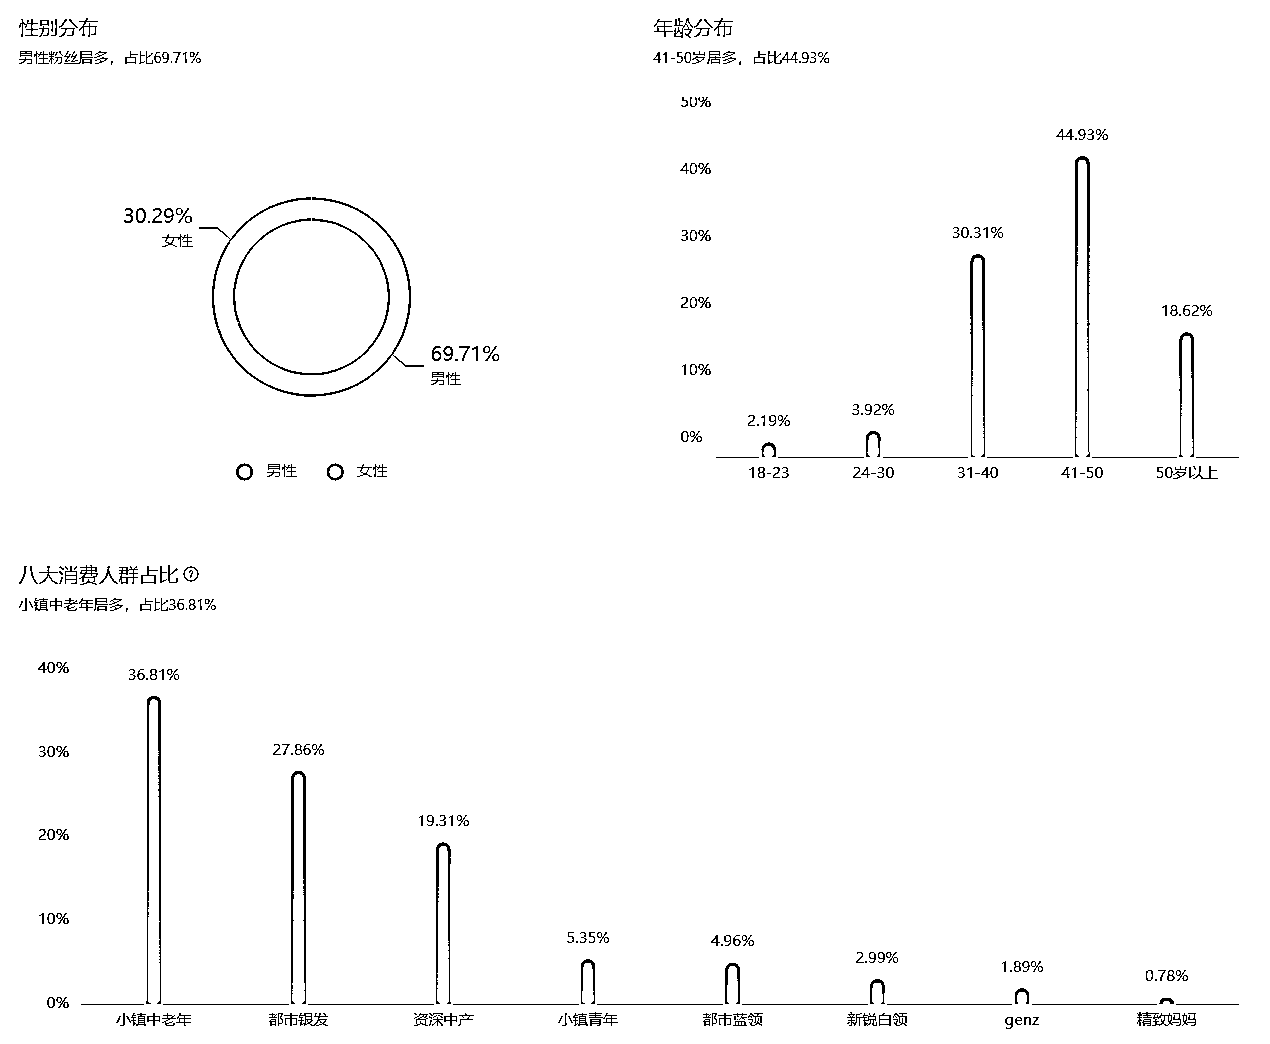 性别分布
男性粉丝居多，占比69.71%
30.29%
女性
69.71%
男性
男性 女性
年龄分布
41-50岁居多，占比44.93%
50%
40%
30%
20%
10%
0%
2.19%
3.92%
30.31%
44.93%
18.62%
18-23 24-30 31-40 41-50 50岁以上
八大消费人群占比 ?
小镇中老年居多，占比36.81%
40%
30%
20%
10%
0%
36.81%
27.86%
19.31%
5.35%
4.96%
2.99%
1.89%
0.78%
小镇中老年 都市银发 资深中产 小镇青年 都市蓝领 新锐白领 genz 精致妈妈